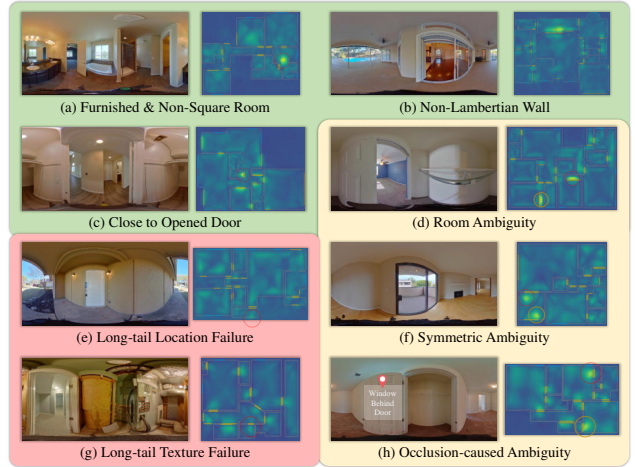 (a) Furnished & Non-Square Room
(b) Non-Lambertian Wall
(c) Close to Opened Door
(d) Room Ambiguity
(e) Long-tail Location Failure
(f) Symmetric Ambiguity
Window
Behind
Door
(g) Long-tail Texture Failure
(h) Occlusion-caused Ambiguity